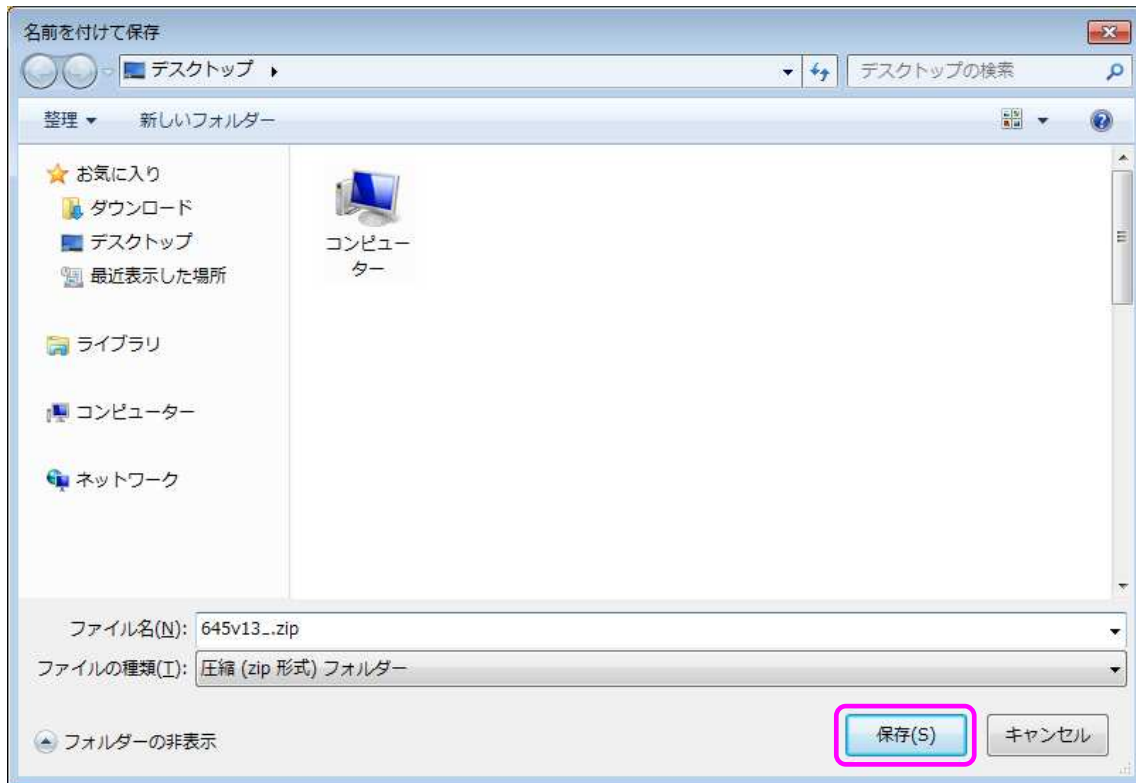 名前を付けて保存
デスクトップ
デスクトップの検索
整理
新しいフォルダー
お気に入り
ダウンロード
デスクトップ
最近表示した場所
ライブラリ
コンピューター
ネットワーク
コンピュー
ター
ファイル名(N): 645v13_..zip
ファイルの種類(T): 圧縮 (zip 形式) フォルダー
フォルダーの非表示
保存(S)
キャンセル